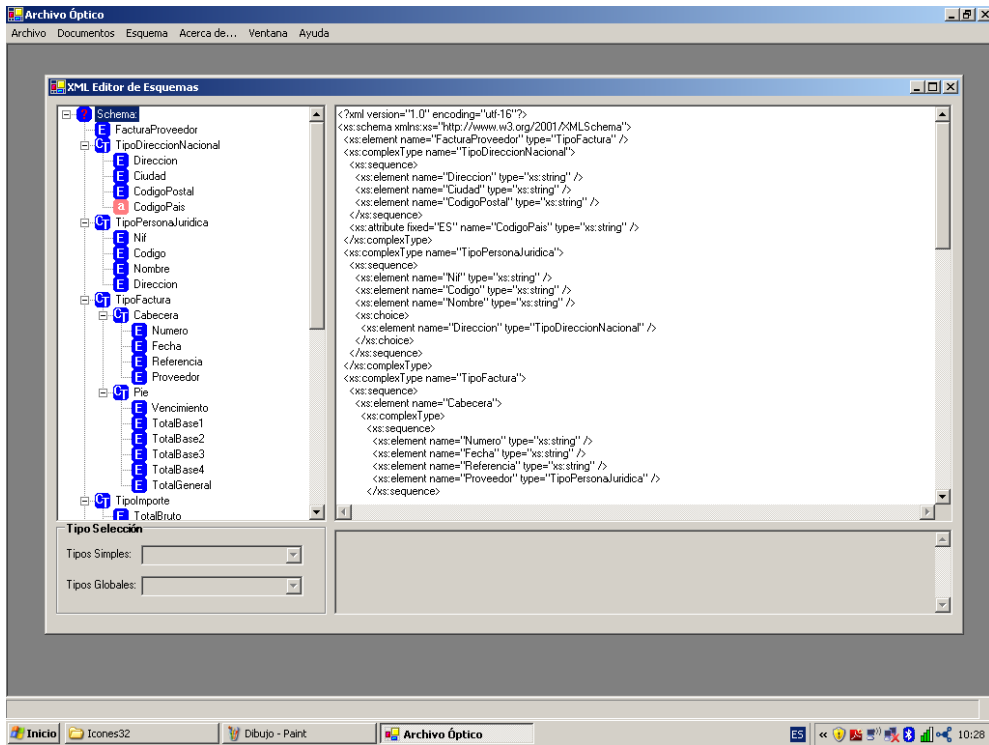 Archivo Óptico
Archivo Documentos Esquema Acerca de... Ventana Ayuda
XML Editor de Esquemas
Schema:
E FacturaProveedor
CT TipoDireccionNacional
E Direccion
E Ciudad
E CodigoPostal
a CodigoPais
CT TipoPersonaJuridica
E Nif
E Codigo
E Nombre
E Direccion
CT TipoFactura
CT Cabecera
E Numero
E Fecha
E Referencia
E Proveedor
CT Pie
E Vencimiento
E TotalBase1
E TotalBase2
E TotalBase3
E TotalBase4
E TotalGeneral
CT TipoImporte
E TotalBruto
<?xml version="1.0" encoding="utf-16"?>
<xs:schema xmlns:xs="http://www.w3.org/2001/XMLSchema">
<xs:element name="FacturaProveedor" type="TipoFactura" />
<xs:complexType name="TipoDireccionNacional">
<xs:sequence>
<xs:element name="Direccion" type="xs:string" />
<xs:element name="Ciudad" type="xs:string" />
<xs:element name="CodigoPostal" type="xs:string" />
</xs:sequence>
<xs:attribute fixed="ES" name="CodigoPais" type="xs:string" />
</xs:complexType>
<xs:complexType name="TipoPersonaJuridica">
<xs:sequence>
<xs:element name="Nif" type="xs:string" />
<xs:element name="Codigo" type="xs:string" />
<xs:element name="Nombre" type="xs:string" />
<xs:choice>
<xs:element name="Direccion" type="TipoDireccionNacional" />
</xs:choice>
</xs:sequence>
</xs:complexType>
<xs:complexType name="TipoFactura">
<xs:sequence>
<xs:element name="Cabecera">
<xs:complexType>
<xs:sequence>
<xs:element name="Numero" type="xs:string" />
<xs:element name="Fecha" type="xs:string" />
<xs:element name="Referencia" type="xs:string" />
<xs:element name="Proveedor" type="TipoPersonaJuridica" />
</xs:sequence>
Tipo Selección
Tipos Simples:
Tipos Globales:
Inicio Icones32 Dibujo - Paint Archivo Óptico ES « 10:28